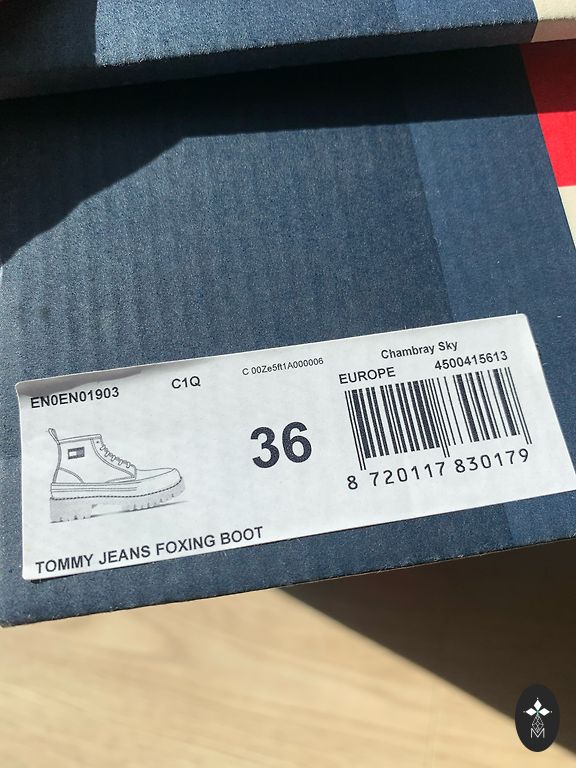 EN0EN01903
C1Q
C 00Ze5ft1A000006
Chambray Sky
EUROPE
4500415613
36
8 720117 830179
TOMMY JEANS FOXING BOOT
M